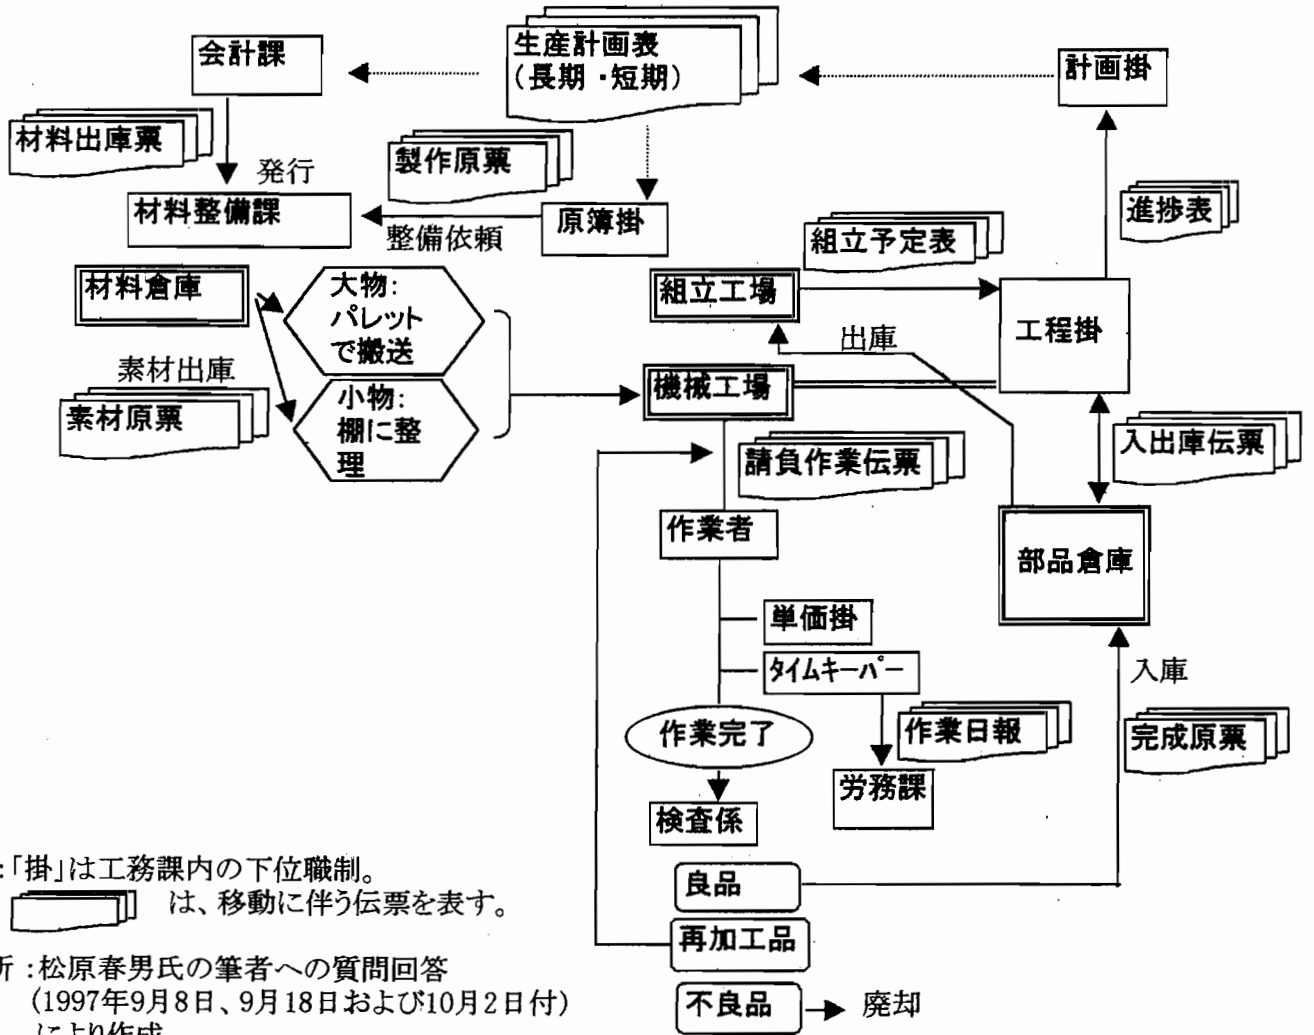 会計課
生産計画表
(長期・短期)
計画掛
材料出庫票
発行
製作原票
材料整備課
整備依頼
原簿掛
組立予定表
進捗表
材料倉庫
大物:
パレット
で搬送
組立工場
工程掛
出庫
素材出庫
素材原票
小物:
棚に整
理
機械工場
請負作業伝票
入出庫伝票
作業者
部品倉庫
単価掛
タイムキーパー
入庫
作業完了
作業日報
完成原票
労務課
検査係
:「掛」は工務課内の下位職制。
は、移動に伴う伝票を表す。
良品
再加工品
不良品
廃却
所:松原春男氏の筆者への質問回答
(1997年9月8日、9月18日および10月2日付)
により作成